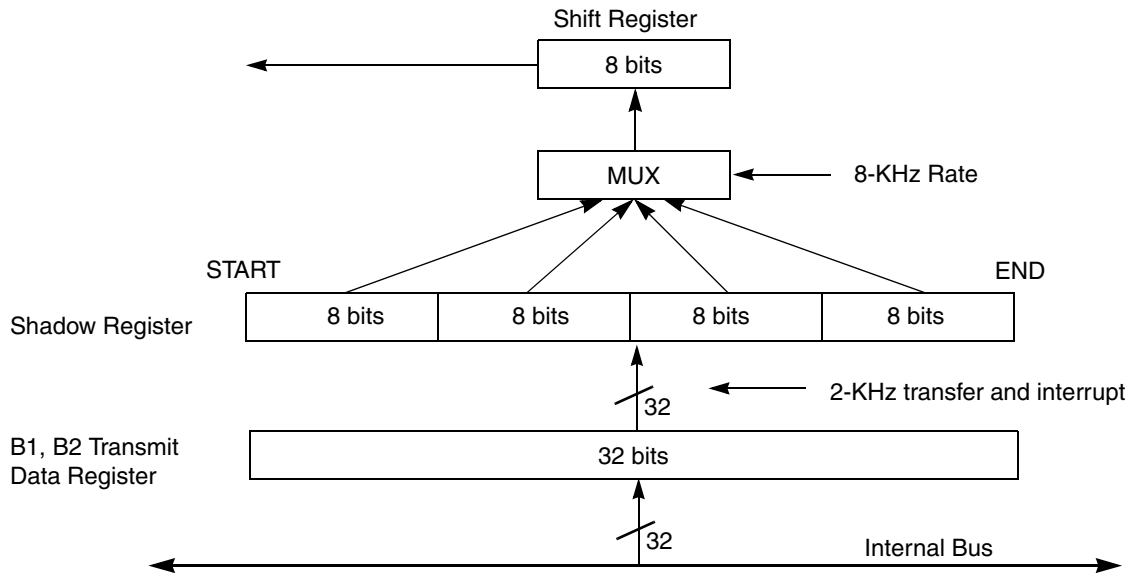 Shift Register
8 bits
MUX
8-KHz Rate
START
END
Shadow Register
8 bits
8 bits
8 bits
8 bits
32
2-KHz transfer and interrupt
B1, B2 Transmit
Data Register
32 bits
32
Internal Bus